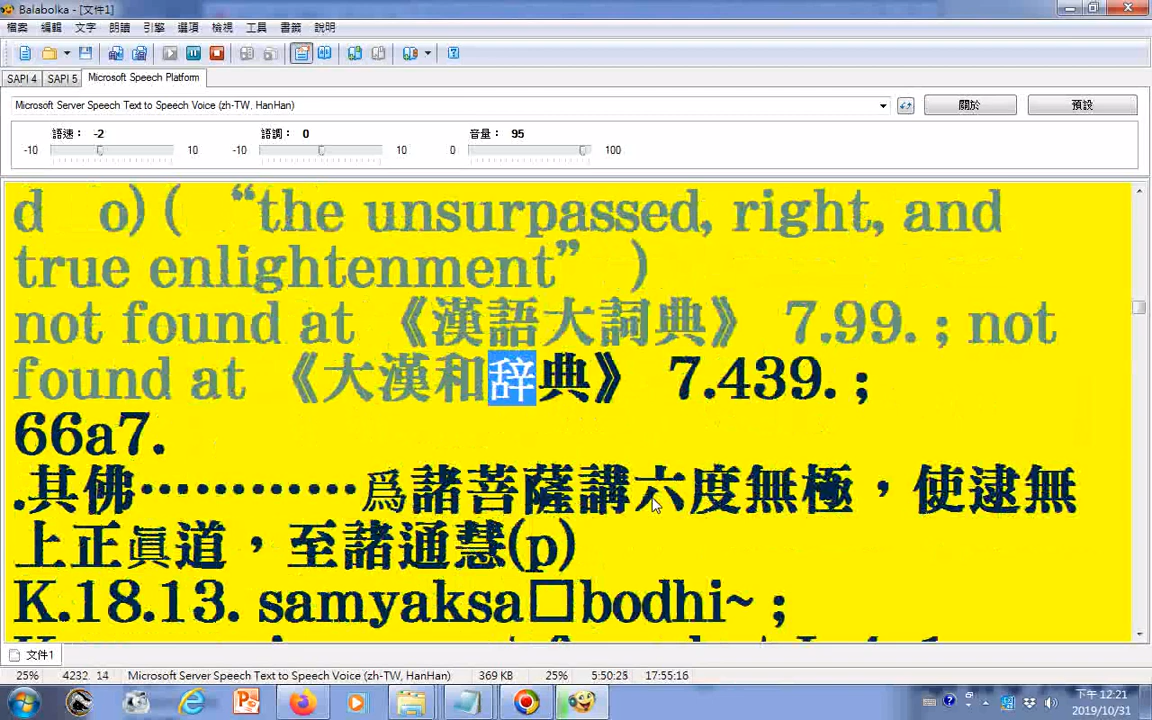 Balabolka - [文件1]
檔案 編輯 文字 朗讀 引擎 選項 檢視 工具 書籤 說明
SAPI 4 SAPI 5 Microsoft Speech Platform
Microsoft Server Speech Text to Speech Voice (zh-TW, HanHan) 關於 預設
語速： -2 語調： 0 音量： 95
-10 10 -10 10 0 100
d o) ( “the unsurpassed, right, and
true enlightenment” )
not found at 《漢語大詞典》 7.99. ; not
found at 《大漢和辞典》 7.439. ;
66a7.
.其佛…………爲諸菩薩講六度無極，使逮無
上正眞道，至諸通慧(p)
K.18.13. samyaksa□bodhi~ ;
文件1
25% 4232 14 Microsoft Server Speech Text to Speech Voice (zh-TW, HanHan) 369 KB 25% 5:50:28 17:55:16
下午 12:21
2019/10/31